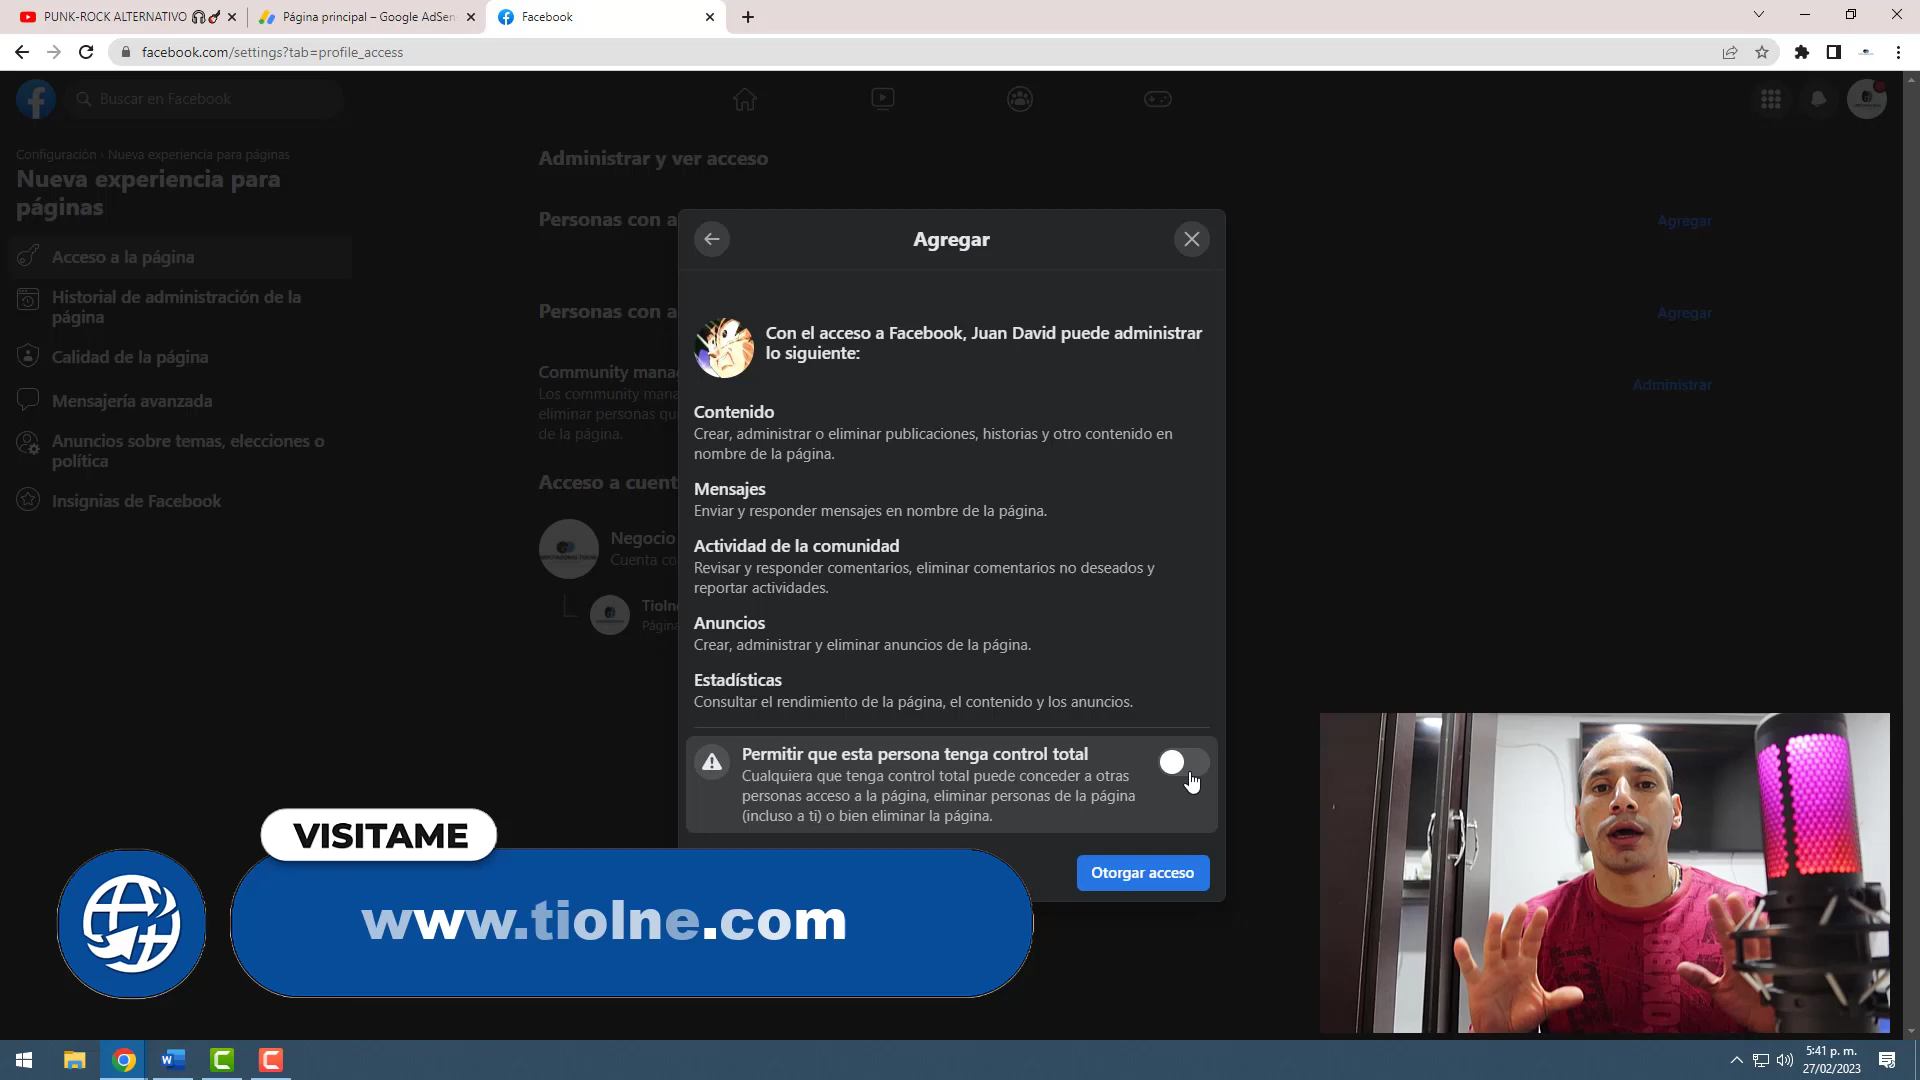 PUNK-ROCK ALTERNATIVO
Página principal – Google AdSen
Facebook
facebook.com/settings?tab=profile_access
Buscar en Facebook
Configuración › Nueva experiencia para páginas
Nueva experiencia para
páginas
Acceso a la página
Historial de administración de la
página
Calidad de la página
Mensajería avanzada
Anuncios sobre temas, elecciones o
política
Insignias de Facebook
Administrar y ver acceso
Personas con a
Agregar
Personas con a
Agregar
Community mana
Los community mana
eliminar personas qu
de la página.
Administrar
Acceso a cuent
Negocio
Cuenta co
Tiolne
Página
Agregar
Con el acceso a Facebook, Juan David puede administrar
lo siguiente:
Contenido
Crear, administrar o eliminar publicaciones, historias y otro contenido en
nombre de la página.
Mensajes
Enviar y responder mensajes en nombre de la página.
Actividad de la comunidad
Revisar y responder comentarios, eliminar comentarios no deseados y
reportar actividades.
Anuncios
Crear, administrar y eliminar anuncios de la página.
Estadísticas
Consultar el rendimiento de la página, el contenido y los anuncios.
Permitir que esta persona tenga control total
Cualquiera que tenga control total puede conceder a otras
personas acceso a la página, eliminar personas de la página
(incluso a ti) o bien eliminar la página.
Otorgar acceso
VISITAME
www.tiolne.com
5:41 p. m.
27/02/2023